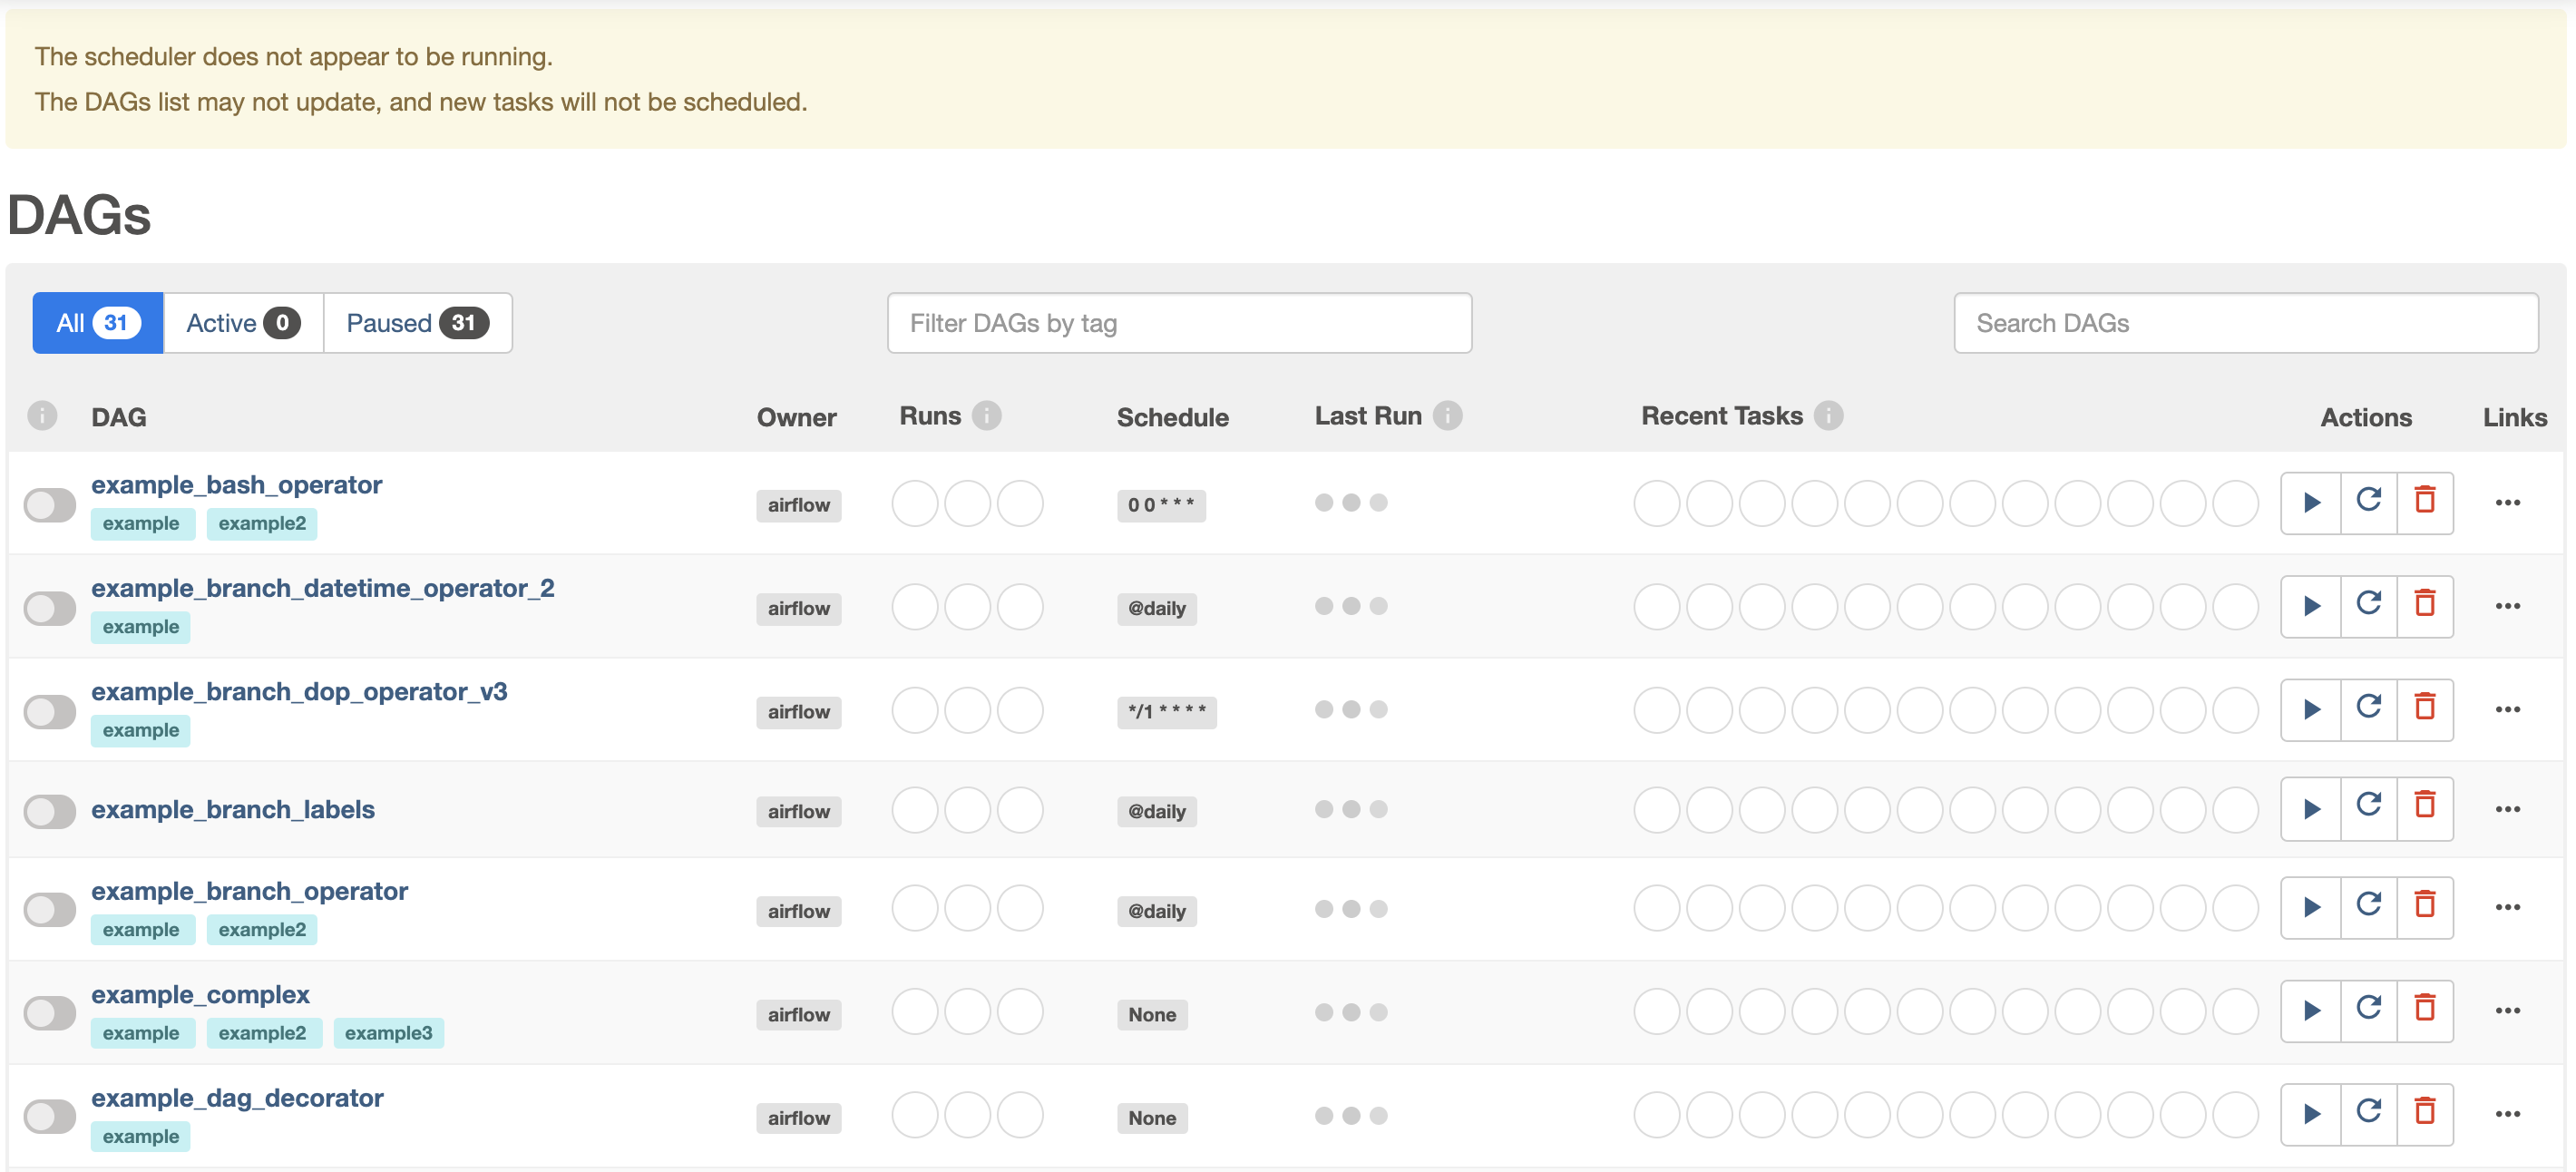 The scheduler does not appear to be running.
The DAGs list may not update, and new tasks will not be scheduled.
DAGs
All 31 Active 0 Paused 31 Filter DAGs by tag Search DAGs
i DAG Owner Runs i Schedule Last Run i Recent Tasks i Actions Links
example_bash_operator
example example2 airflow 0 0 * * *
example_branch_datetime_operator_2
example airflow @daily
example_branch_dop_operator_v3
example airflow */1 * * * *
example_branch_labels airflow @daily
example_branch_operator
example example2 airflow @daily
example_complex
example example2 example3 airflow None
example_dag_decorator
example airflow None